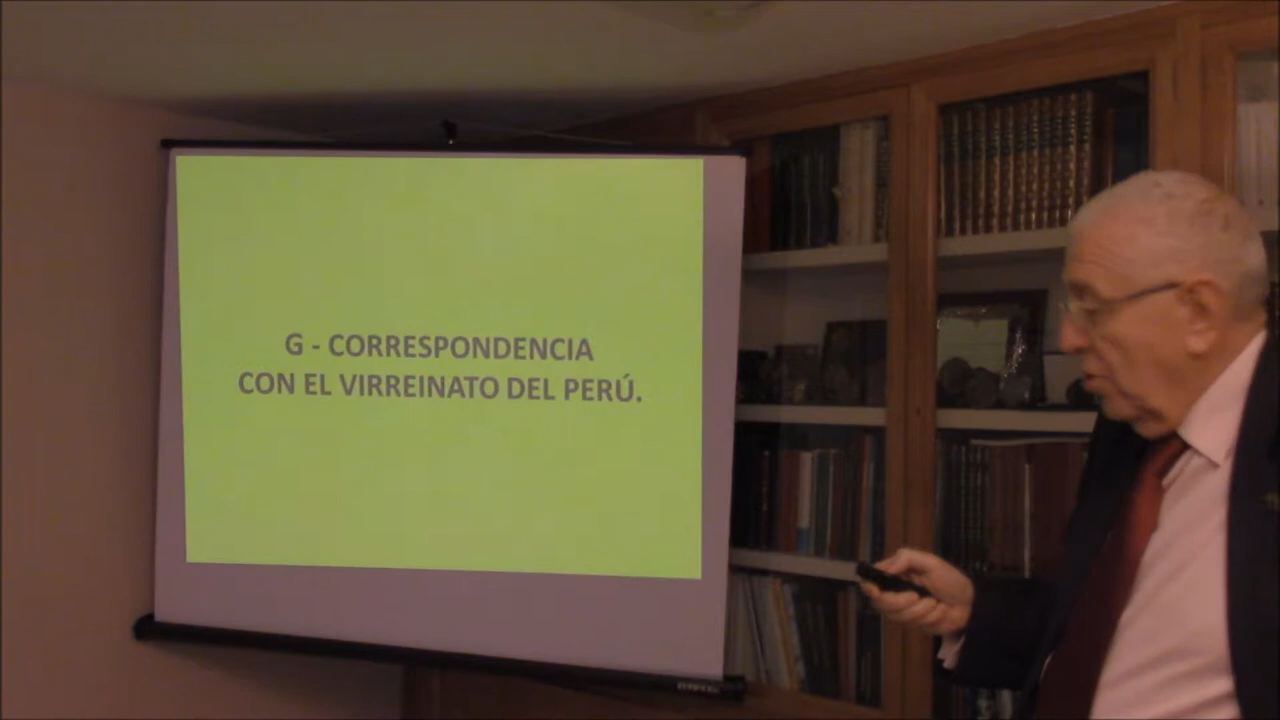 G - CORRESPONDENCIA
CON EL VIRREINATO DEL PERÚ.